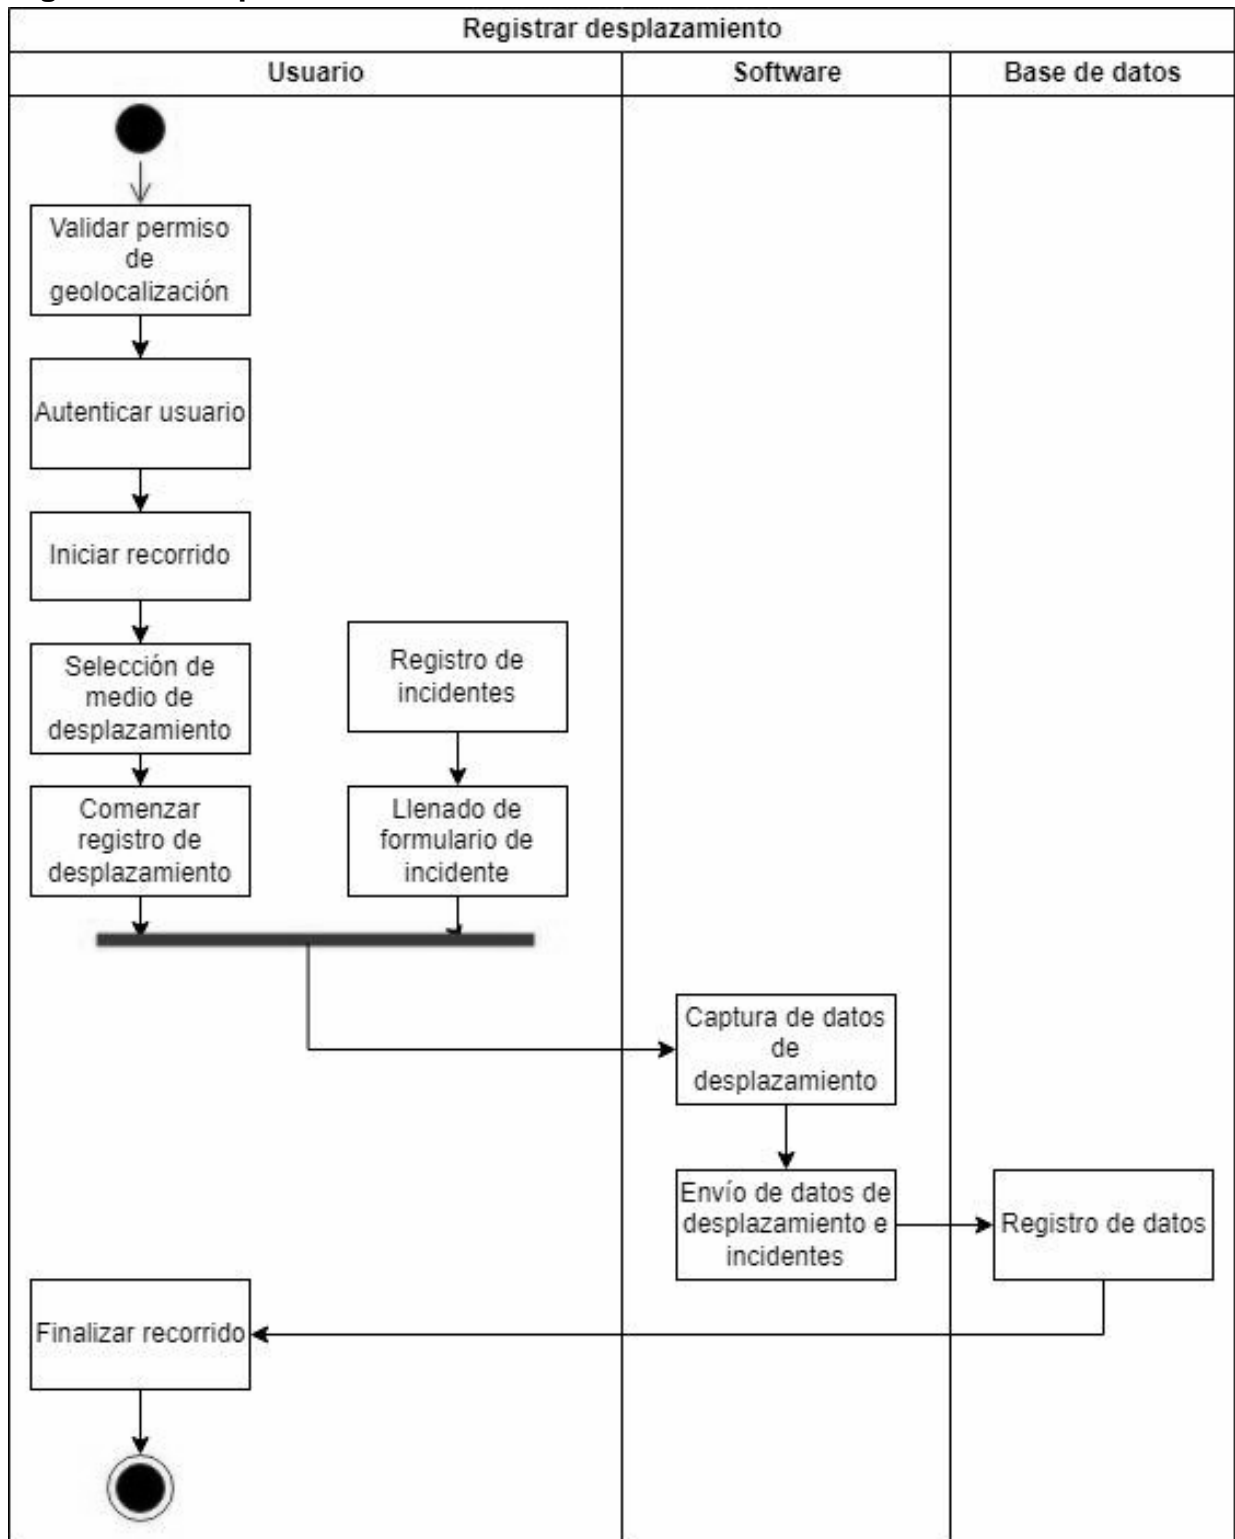 Registrar desplazamiento
Usuario
Software
Base de datos
Validar permiso
de
geolocalización
Autenticar usuario
Iniciar recorrido
Selección de
medio de
desplazamiento
Registro de
incidentes
Comenzar
registro de
desplazamiento
Llenado de
formulario de
incidente
Captura de datos
de
desplazamiento
Envío de datos de
desplazamiento e
incidentes
Registro de datos
Finalizar recorrido